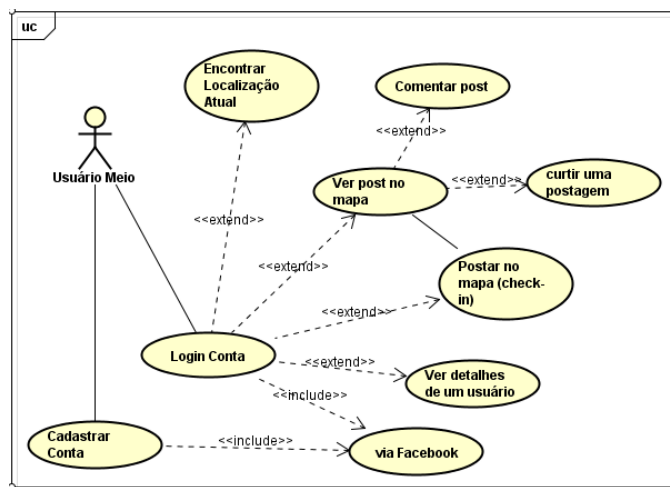 uc
Encontrar
Localização
Atual
Comentar post
<<extend>>
Usuário Meio
Ver post no
mapa
<<extend>>
curtir uma
postagem
<<extend>>
<<extend>>
Postar no
mapa (check-
in)
<<extend>>
Login Conta
<<extend>>
Ver detalhes
de um usuário
<<include>>
Cadastrar
Conta
<<include>>
via Facebook